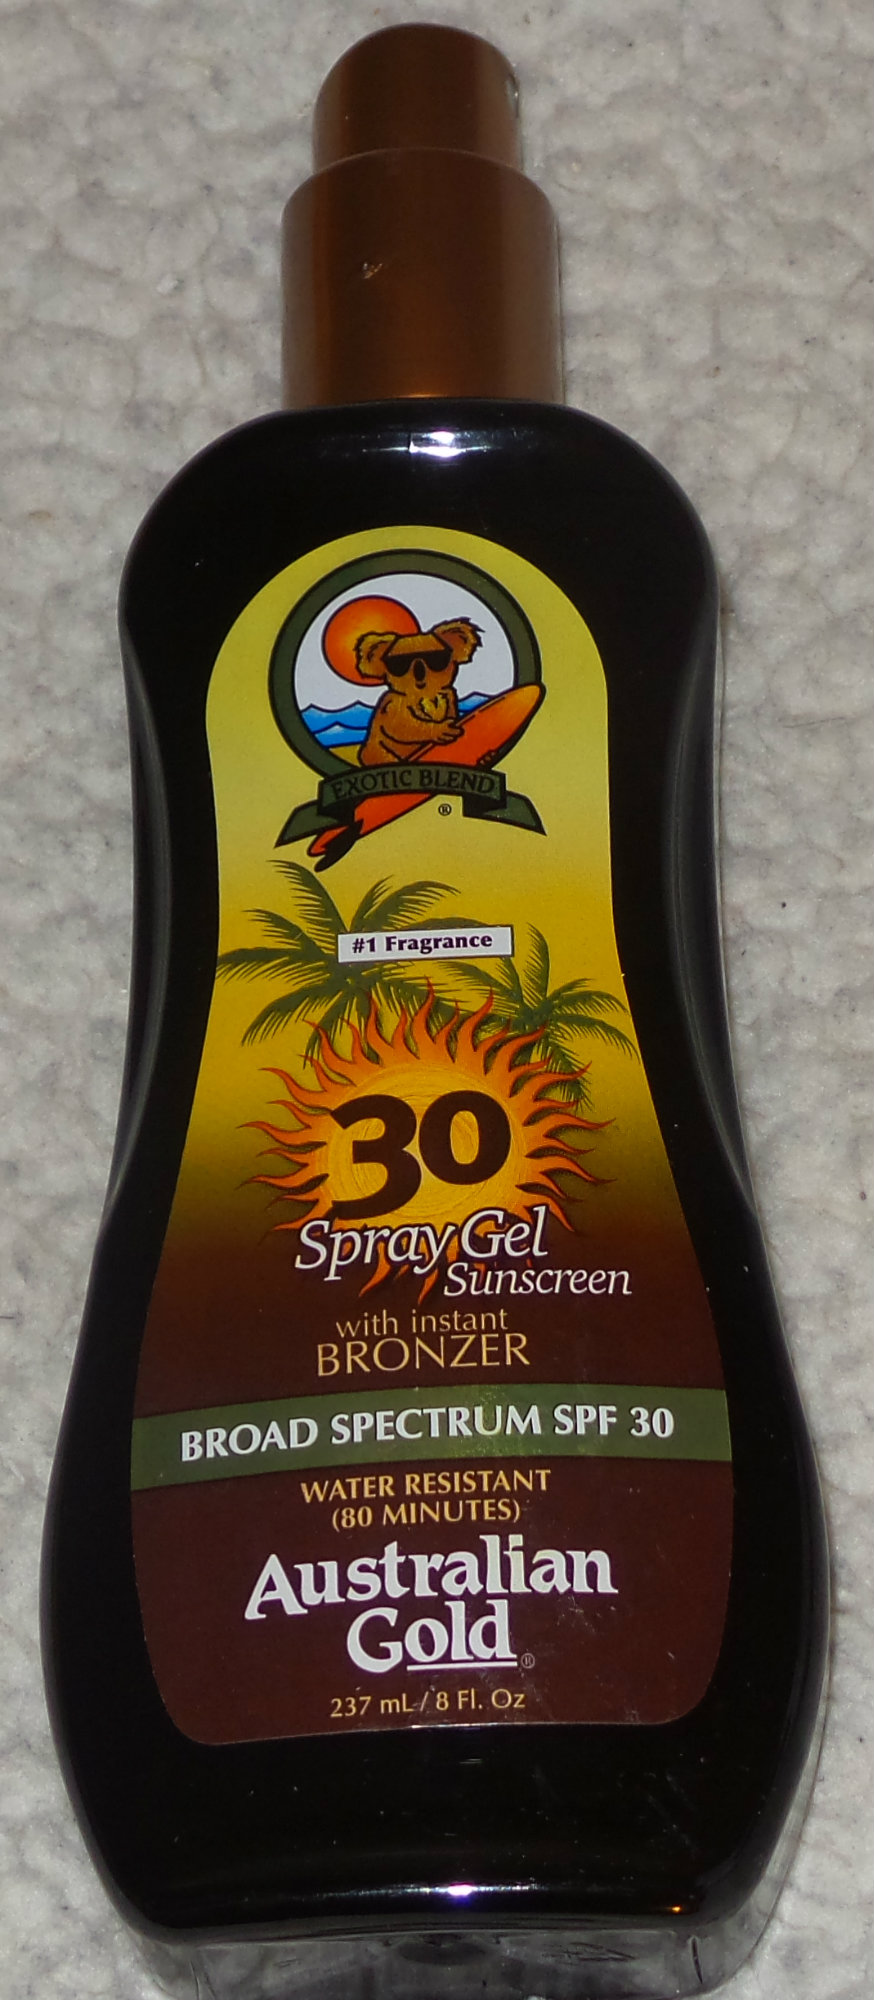 EXOTIC BLEND
®
#1 Fragrance
30
Spray Gel
Sunscreen
with instant
BRONZER
BROAD SPECTRUM SPF 30
WATER RESISTANT
(80 MINUTES)
Australian
Gold®
237 mL / 8 Fl. Oz